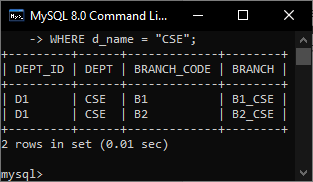 MySQL 8.0 Command Li...
-> WHERE d_name = "CSE";
+---------+------+-------------+--------+
| DEPT_ID | DEPT | BRANCH_CODE | BRANCH |
+---------+------+-------------+--------+
| D1      | CSE  | B1          | B1_CSE |
| D1      | CSE  | B2          | B2_CSE |
+---------+------+-------------+--------+
2 rows in set (0.01 sec)
mysql>